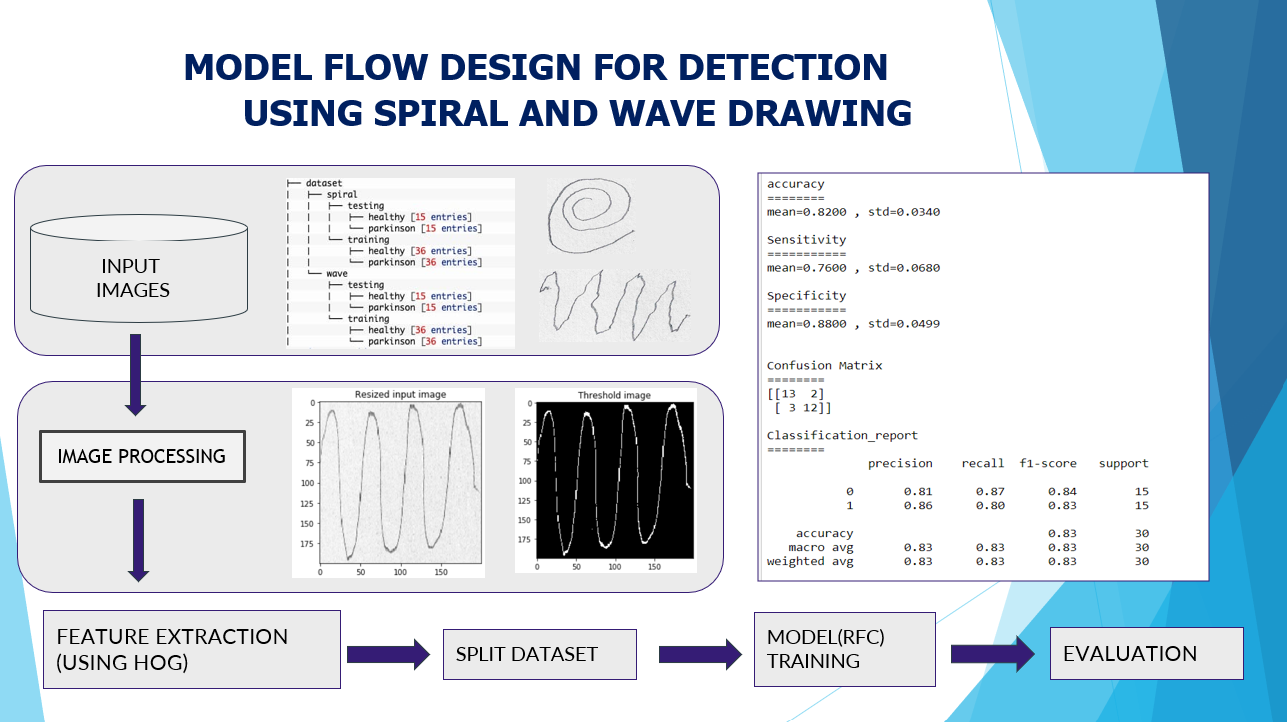 MODEL FLOW DESIGN FOR DETECTION
USING SPIRAL AND WAVE DRAWING
INPUT
IMAGES
├── dataset
│   ├── spiral
│   │   ├── testing
│   │   │   ├── healthy [15 entries]
│   │   │   └── parkinson [15 entries]
│   │   └── training
│   │       ├── healthy [36 entries]
│   │       └── parkinson [36 entries]
│   └── wave
│       ├── testing
│       │   ├── healthy [15 entries]
│       │   └── parkinson [15 entries]
│       └── training
│           ├── healthy [36 entries]
│           └── parkinson [36 entries]
IMAGE PROCESSING
Resized input image
0
25
50
75
100
125
150
175
0 50 100 150
Threshold image
0
25
50
75
100
125
150
175
0 50 100 150
accuracy
========
mean=0.8200 , std=0.0340
Sensitivity
===========
mean=0.7600 , std=0.0680
Specificity
===========
mean=0.8800 , std=0.0499
Confusion Matrix
========
[[13  2]
[ 3 12]]
Classification_report
========
precision recall f1-score support
0 0.81 0.87 0.84 15
1 0.86 0.80 0.83 15
accuracy 0.83 30
macro avg 0.83 0.83 0.83 30
weighted avg 0.83 0.83 0.83 30
FEATURE EXTRACTION
(USING HOG)
SPLIT DATASET
MODEL(RFC)
TRAINING
EVALUATION